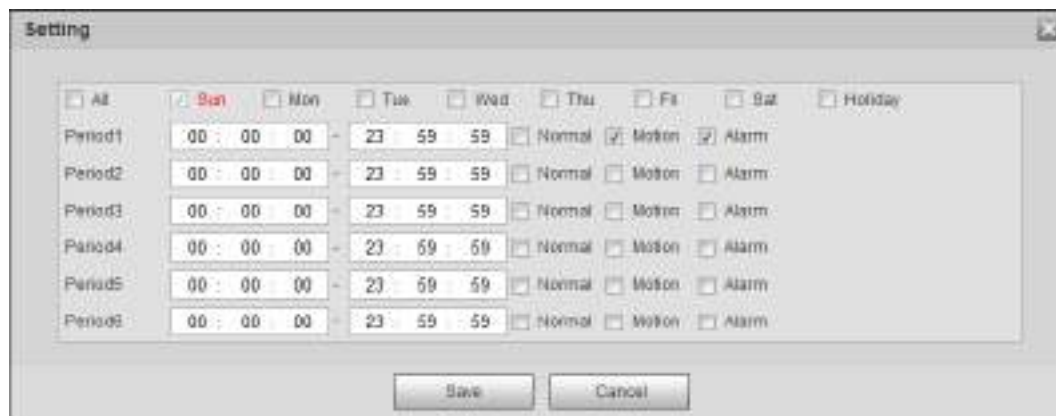 Setting
All Sun Mon Tue Wed Thu Fri Sat Holiday
Period1 00 : 00 : 00 - 23 : 59 : 59 Normal Motion Alarm
Period2 00 : 00 : 00 - 23 : 59 : 59 Normal Motion Alarm
Period3 00 : 00 : 00 - 23 : 59 : 59 Normal Motion Alarm
Period4 00 : 00 : 00 - 23 : 59 : 59 Normal Motion Alarm
Period5 00 : 00 : 00 - 23 : 59 : 59 Normal Motion Alarm
Period6 00 : 00 : 00 - 23 : 59 : 59 Normal Motion Alarm
Save Cancel